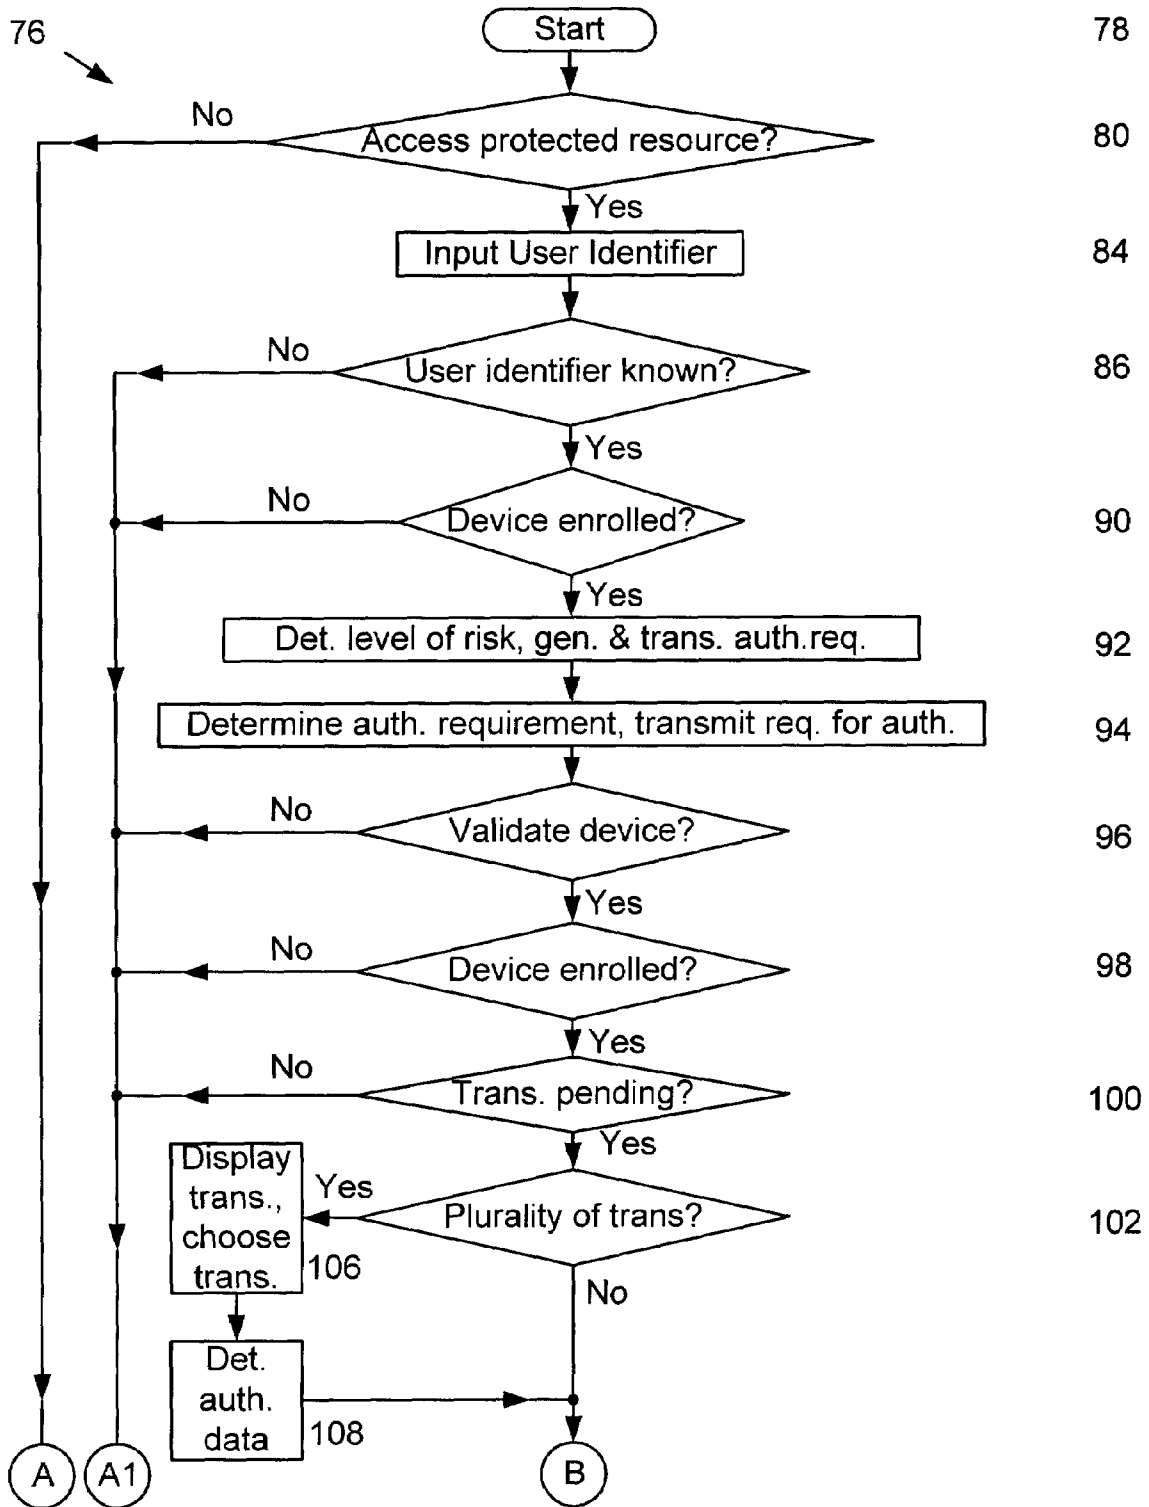 76
Start
78
No
Access protected resource?
80
Yes
Input User Identifier
84
No
User identifier known?
86
Yes
No
Device enrolled?
90
Yes
Det. level of risk, gen. & trans. auth.req.
92
Determine auth. requirement, transmit req. for auth.
94
No
Validate device?
96
Yes
No
Device enrolled?
98
Yes
No
Trans. pending?
100
Yes
Display
trans.,
choose
trans.
106
Yes
Plurality of trans?
102
No
Det.
auth.
data
108
A
A1
B